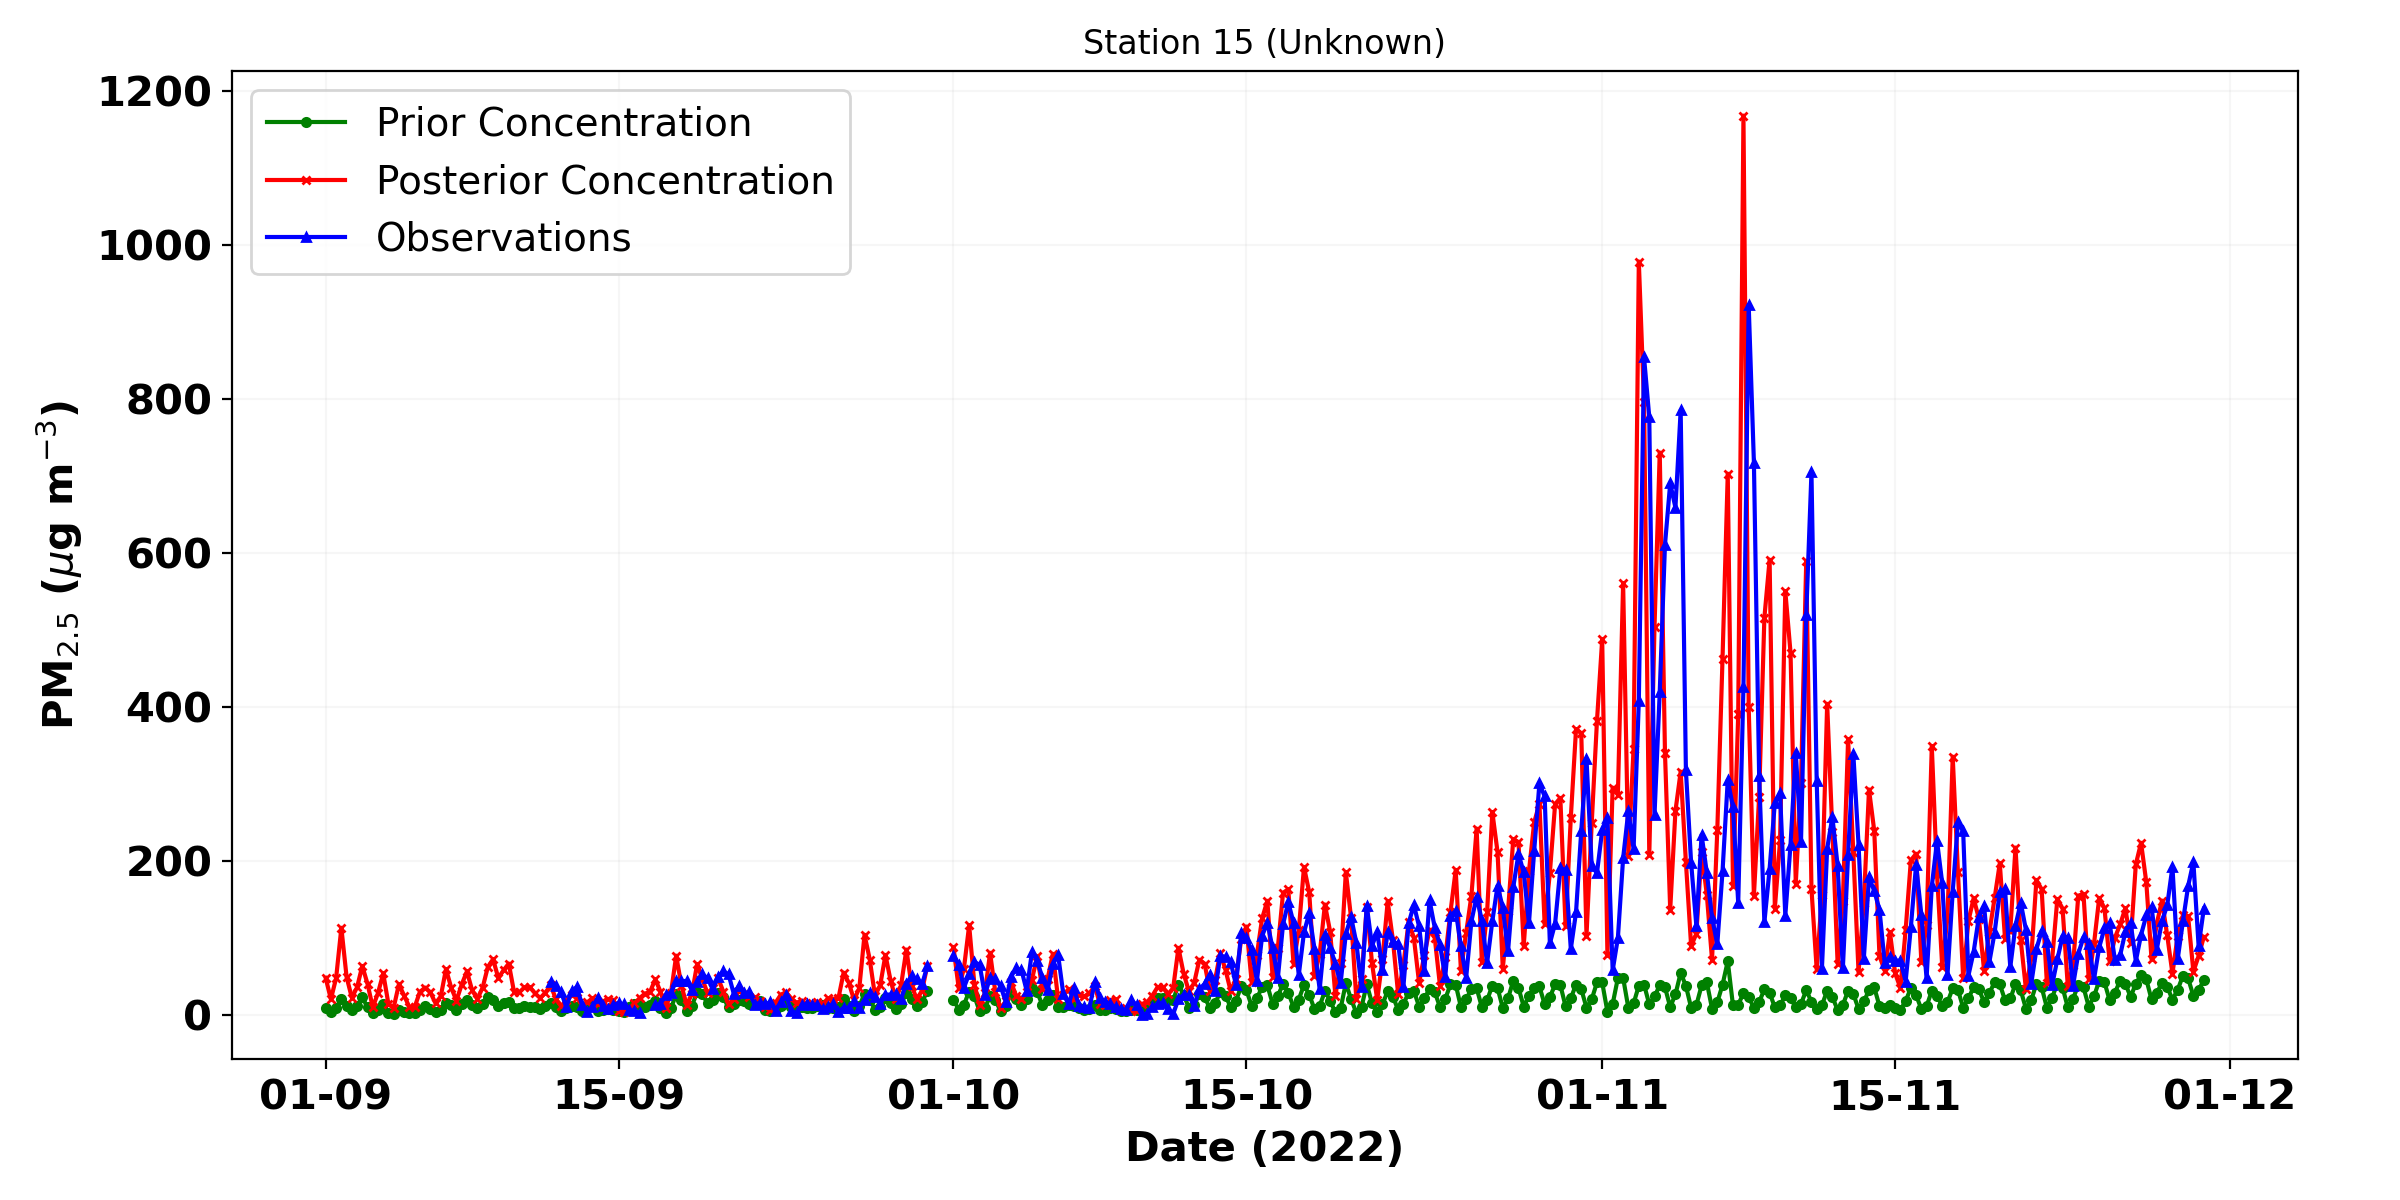 Station 15 (Unknown)
Prior Concentration
Posterior Concentration
Observations
1200
1000
800
600
400
200
0
PM₂.₅ (μg m⁻³)
01-09 15-09 01-10 15-10 01-11 15-11 01-12
Date (2022)